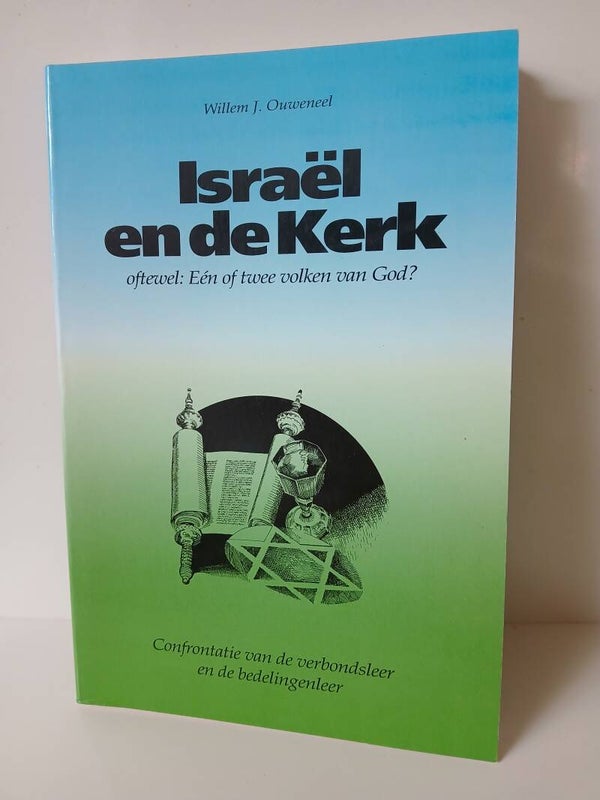 Willem J. Ouweneel
Israël
en de Kerk
oftewel: Eén of twee volken van God?
Confrontatie van de verbondsleer
en de bedelingenleer